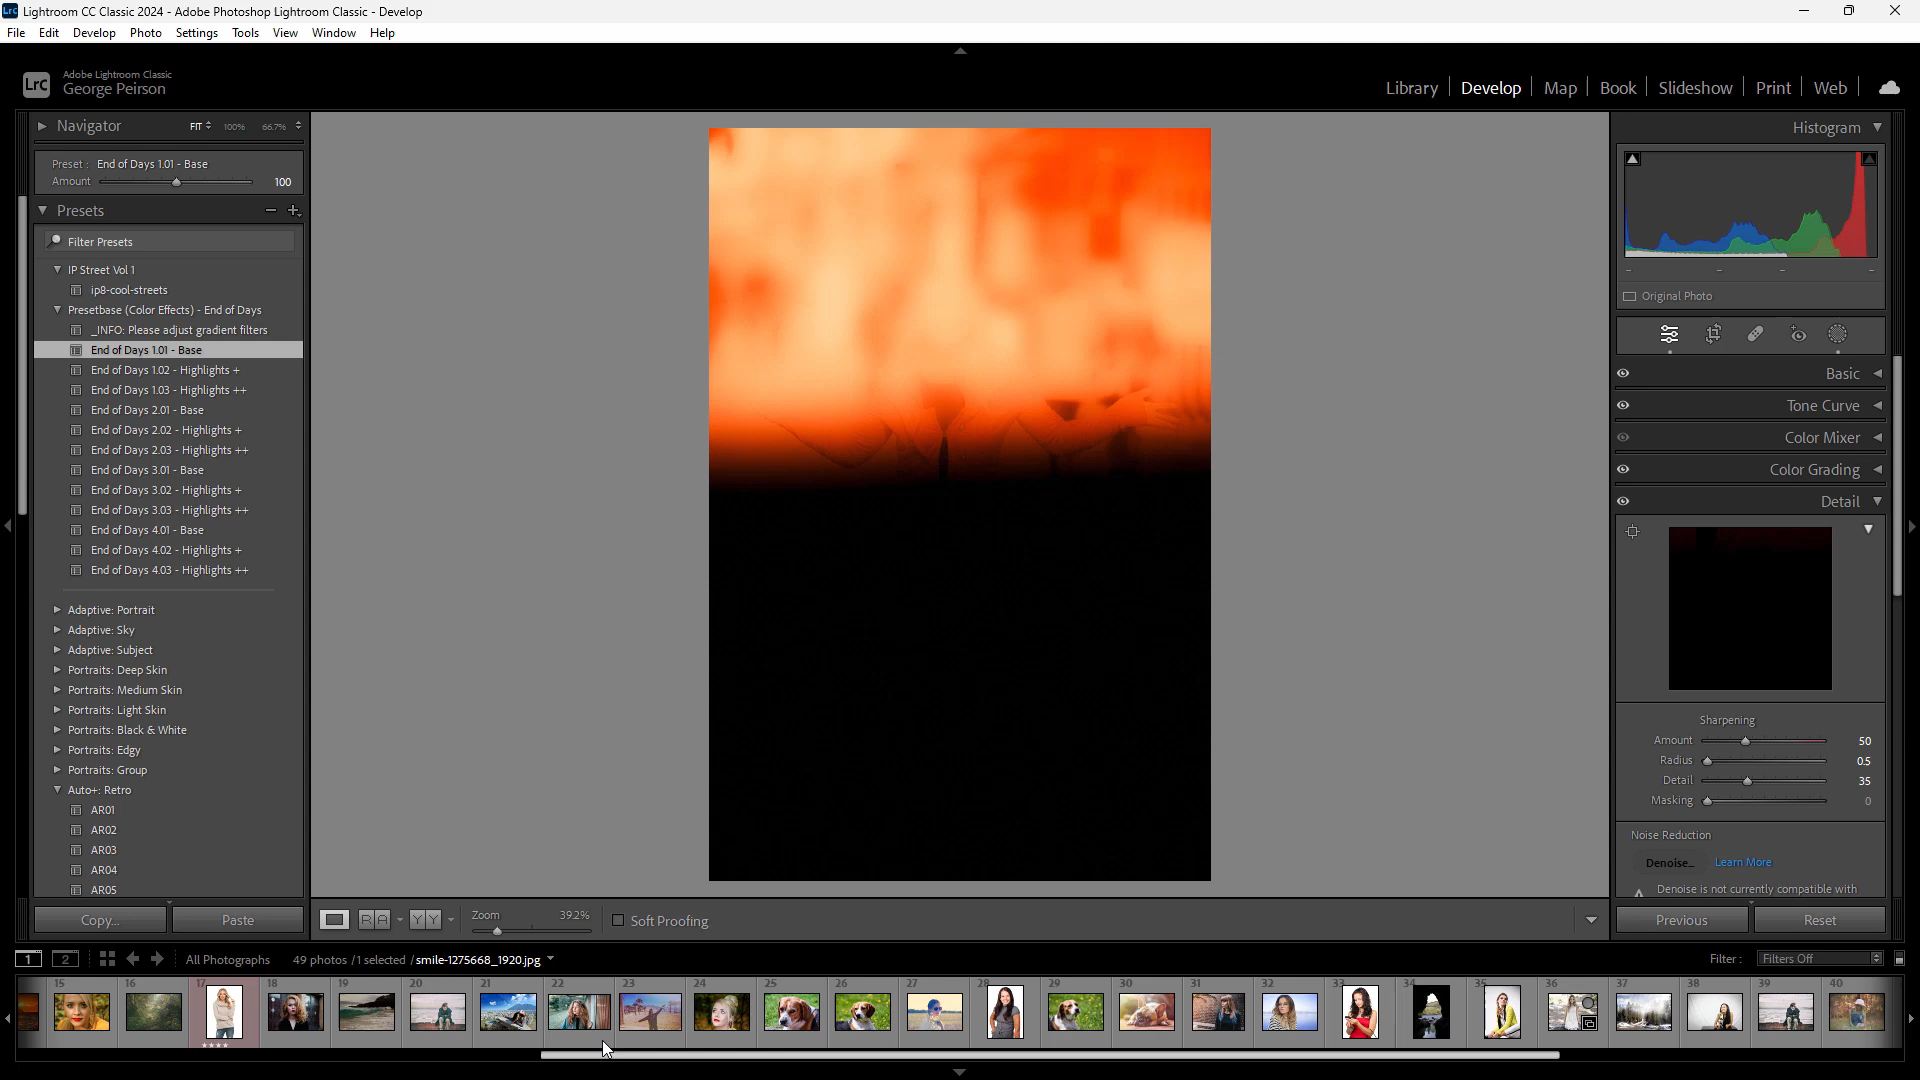 Lightroom CC Classic 2024 - Adobe Photoshop Lightroom Classic - Develop
File Edit Develop Photo Settings Tools View Window Help
LrC Adobe Lightroom Classic
George Peirson
Library Develop Map Book Slideshow Print Web
Navigator FIT 100% 66.7%
Preset : End of Days 1.01 - Base
Amount 100
Presets
Filter Presets
IP Street Vol 1
ip8-cool-streets
Presetbase (Color Effects) - End of Days
_INFO: Please adjust gradient filters
End of Days 1.01 - Base
End of Days 1.02 - Highlights +
End of Days 1.03 - Highlights ++
End of Days 2.01 - Base
End of Days 2.02 - Highlights +
End of Days 2.03 - Highlights ++
End of Days 3.01 - Base
End of Days 3.02 - Highlights +
End of Days 3.03 - Highlights ++
End of Days 4.01 - Base
End of Days 4.02 - Highlights +
End of Days 4.03 - Highlights ++
Adaptive: Portrait
Adaptive: Sky
Adaptive: Subject
Portraits: Deep Skin
Portraits: Medium Skin
Portraits: Light Skin
Portraits: Black & White
Portraits: Edgy
Portraits: Group
Auto+: Retro
AR01
AR02
AR03
AR04
AR05
Copy... Paste
Histogram
Original Photo
Basic
Tone Curve
Color Mixer
Color Grading
Detail
Sharpening
Amount 50
Radius 0.5
Detail 35
Masking 0
Noise Reduction
Denoise... Learn More
Denoise is not currently compatible with
Previous Reset
R A Y Y Zoom 39.2% Soft Proofing
1 2 All Photographs 49 photos / 1 selected / smile-1275668_1920.jpg Filter : Filters Off
15 16 17 18 19 20 21 22 23 24 25 26 27 28 29 30 31 32 33 34 35 36 37 38 39 40